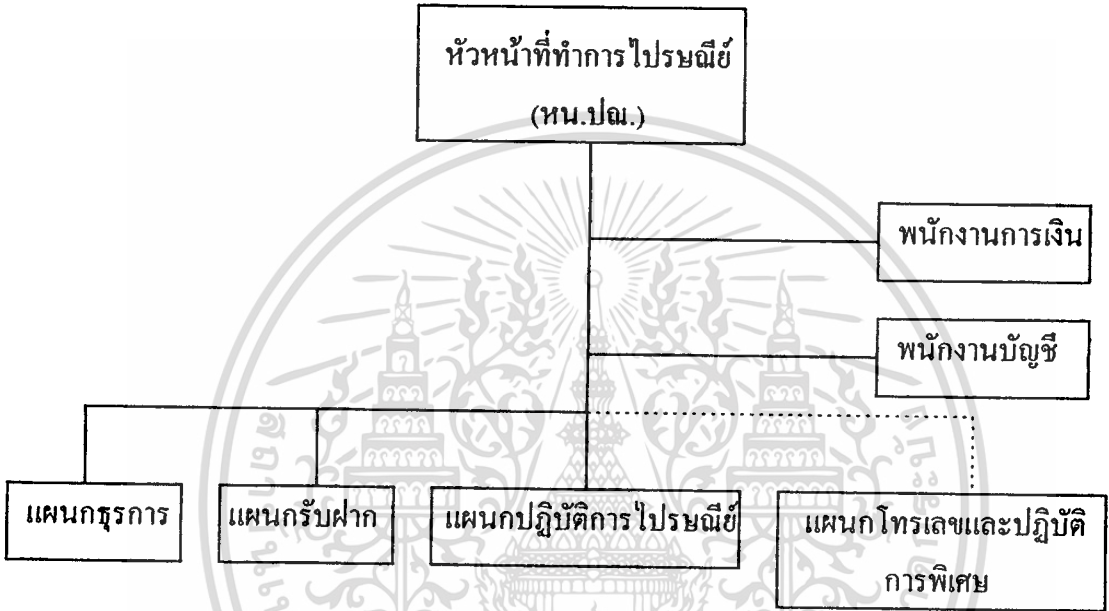 หัวหน้าที่ทำการไปรษณีย์
(หน.ปณ.)
พนักงานการเงิน
พนักงานบัญชี
แผนกธุรการ
แผนกรับฝาก
แผนกปฏิบัติการไปรษณีย์
แผนกโทรเลขและปฏิบัติ
การพิเศษ